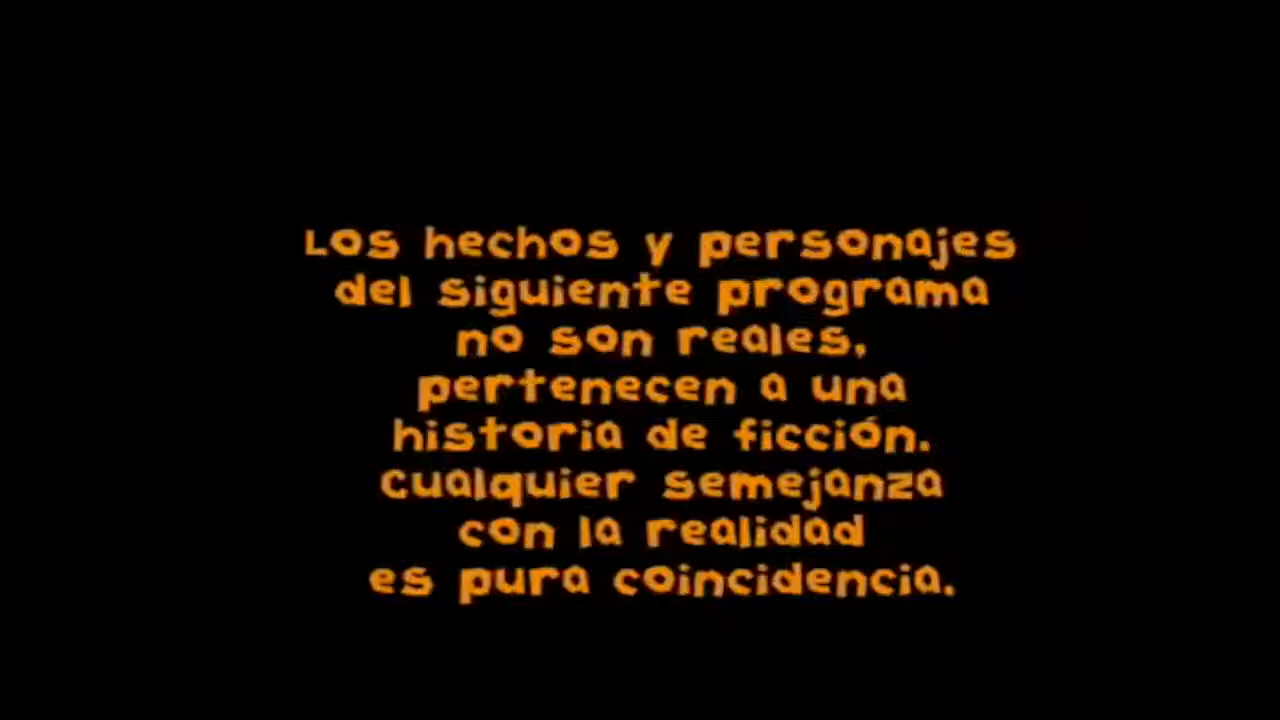 Los hechos y personajes
del siguiente programa
no son reales,
pertenecen a una
historia de ficción.
cualquier semejanza
con la realidad
es pura coincidencia.